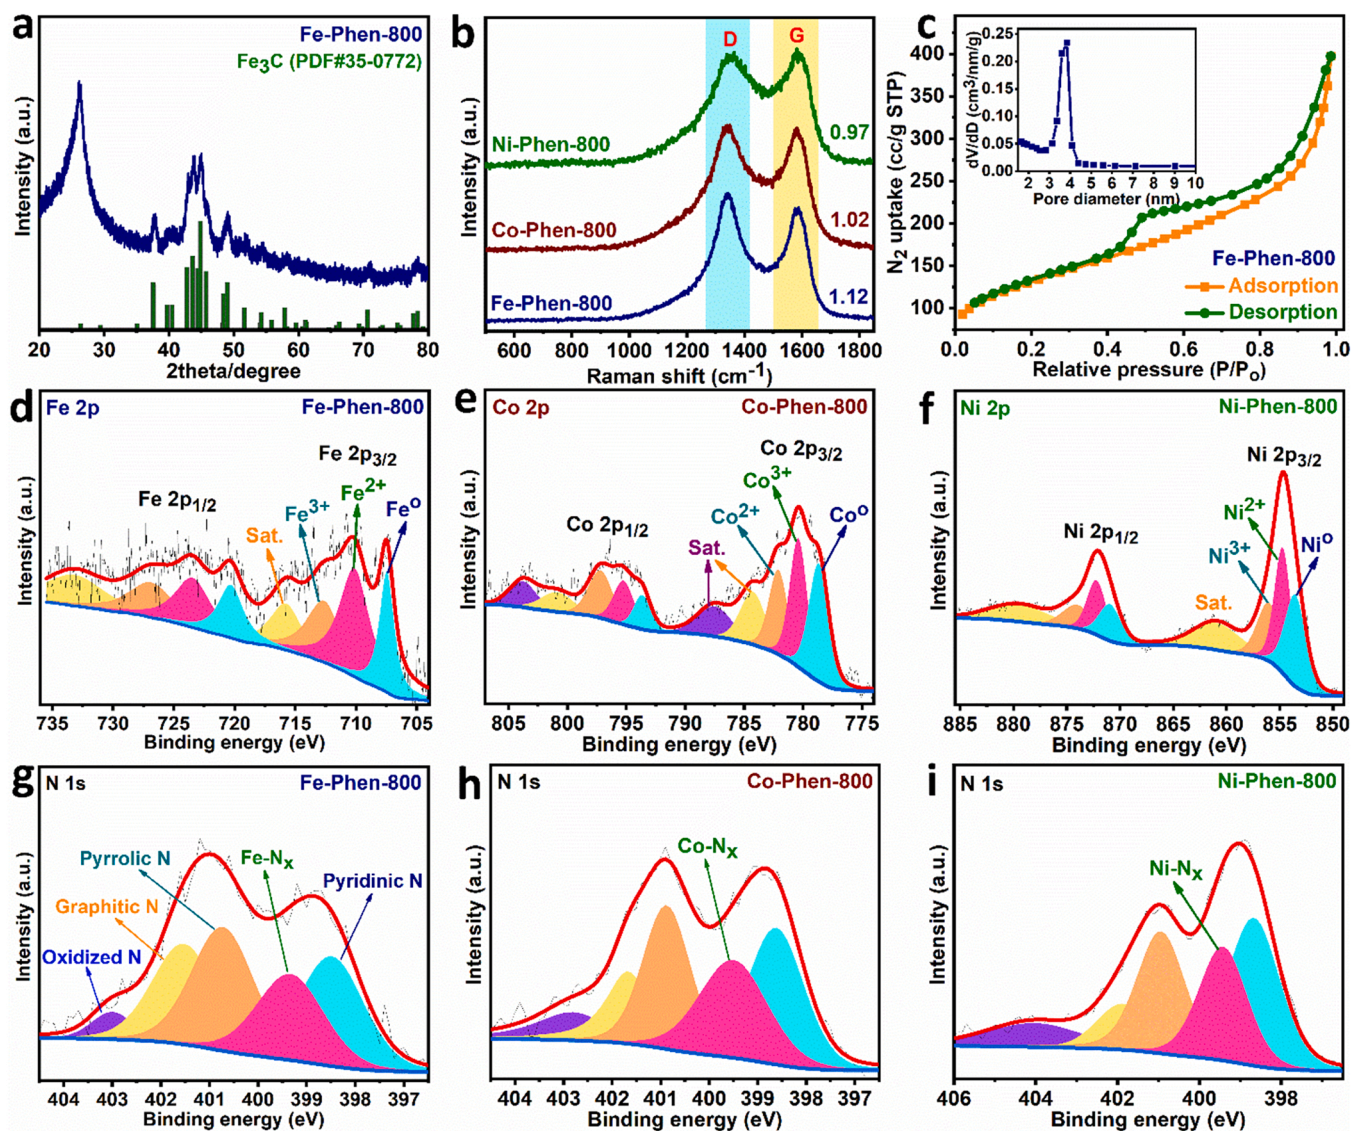 a
Fe-Phen-800
Fe3C (PDF#35-0772)
Intensity (a.u.)
20 30 40 50 60 70 80
2theta/degree
b
D
G
Ni-Phen-800
0.97
Co-Phen-800
1.02
Fe-Phen-800
1.12
Intensity (a.u.)
600 800 1000 1200 1400 1600 1800
Raman shift (cm-1)
c
N2 uptake (cc/g STP)
400
350
300
250
200
150
100
dV/dD (cm3/nm/g)
0.25
0.20
0.15
0.10
0.05
0.00
2 3 4 5 6 7 8 9 10
Pore diameter (nm)
Fe-Phen-800
Adsorption
Desorption
0.0 0.2 0.4 0.6 0.8 1.0
Relative pressure (P/Po)
d
Fe 2p
Fe-Phen-800
Fe 2p3/2
Fe 2p1/2
Sat.
Fe3+
Fe2+
Feo
Intensity (a.u.)
735 730 725 720 715 710 705
Binding energy (eV)
e
Co 2p
Co-Phen-800
Co 2p3/2
Co 2p1/2
Sat.
Co2+
Co3+
Coo
Intensity (a.u.)
805 800 795 790 785 780 775
Binding energy (eV)
f
Ni 2p
Ni-Phen-800
Ni 2p3/2
Ni 2p1/2
Ni2+
Ni3+
Nio
Sat.
Intensity (a.u.)
885 880 875 870 865 860 855 850
Binding energy (eV)
g
N 1s
Fe-Phen-800
Pyrrolic N
Fe-Nx
Pyridinic N
Graphitic N
Oxidized N
Intensity (a.u.)
404 403 402 401 400 399 398 397
Binding energy (eV)
h
N 1s
Co-Phen-800
Co-Nx
Intensity (a.u.)
404 403 402 401 400 399 398 397
Binding energy (eV)
i
N 1s
Ni-Phen-800
Ni-Nx
Intensity (a.u.)
406 404 402 400 398
Binding energy (eV)